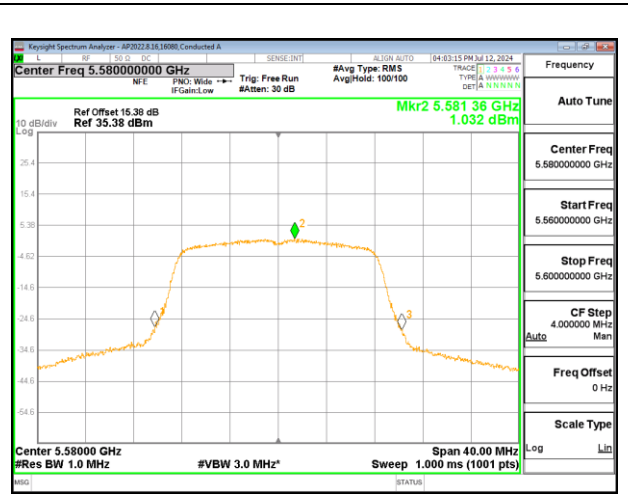 Keysight Spectrum Analyzer - AP2022.8.16,16080,Conducted A
L RF 50 Ω DC SENSE:INT ALIGN AUTO 04:03:15 PM Jul 12, 2024
Center Freq 5.580000000 GHz
NFE
PNO: Wide
IFGain:Low
Trig: Free Run
#Atten: 30 dB
#Avg Type: RMS
Avg|Hold: 100/100
TRACE 1 2 3 4 5 6
TYPE A WWWWW
DET A N N N N N
Frequency
Auto Tune
Center Freq
5.580000000 GHz
Start Freq
5.560000000 GHz
Stop Freq
5.600000000 GHz
CF Step
4.000000 MHz
Auto Man
Freq Offset
0 Hz
Scale Type
Log Lin
Mkr2 5.581 36 GHz
1.032 dBm
Ref Offset 15.38 dB
10 dB/div Ref 35.38 dBm
Log
25.4
15.4
5.38
-4.62
-14.6
-24.6
-34.6
-44.6
-54.6
1
2
3
Center 5.58000 GHz Span 40.00 MHz
#Res BW 1.0 MHz #VBW 3.0 MHz* Sweep 1.000 ms (1001 pts)
MSG STATUS